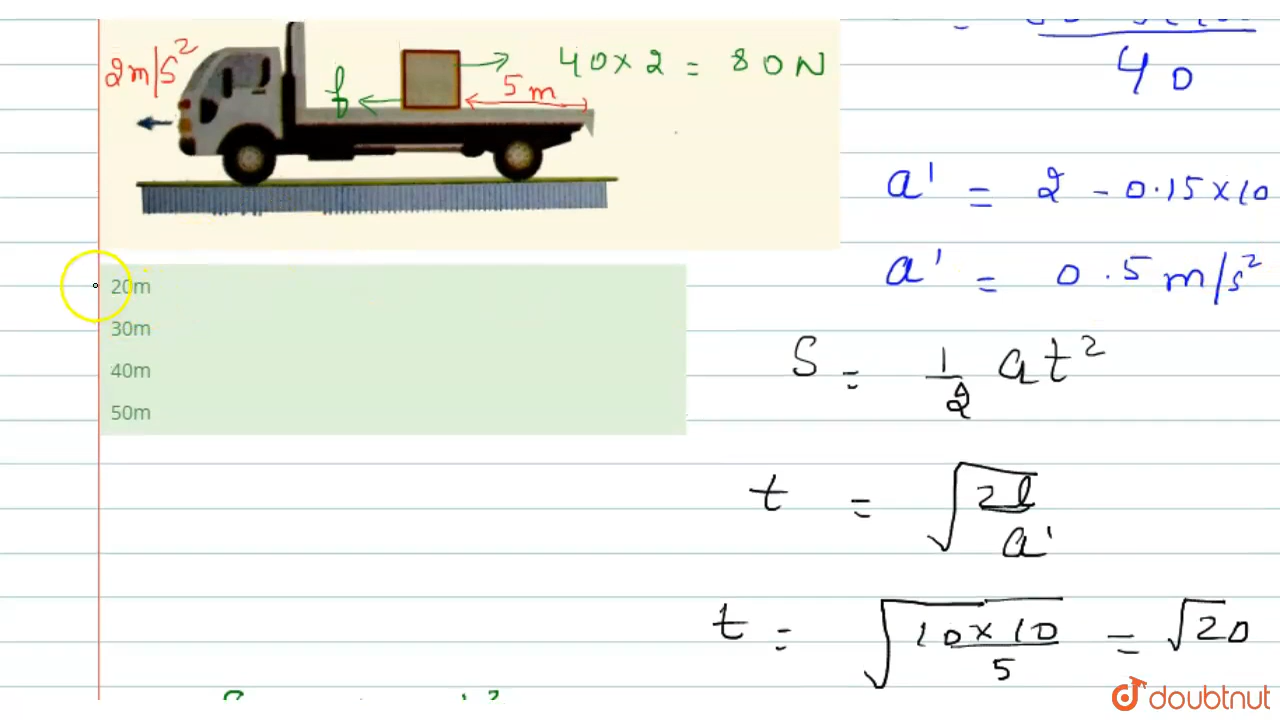 2m/s²
f
5 m
40 × 2 = 80 N
=
40
a' = 2 - 0.15 × 10
a' = 0.5 m/s²
20m
30m
40m
50m
S = 1/2 a t²
t = √2l/a'
t = √10×10/5 = √20
doubtnut